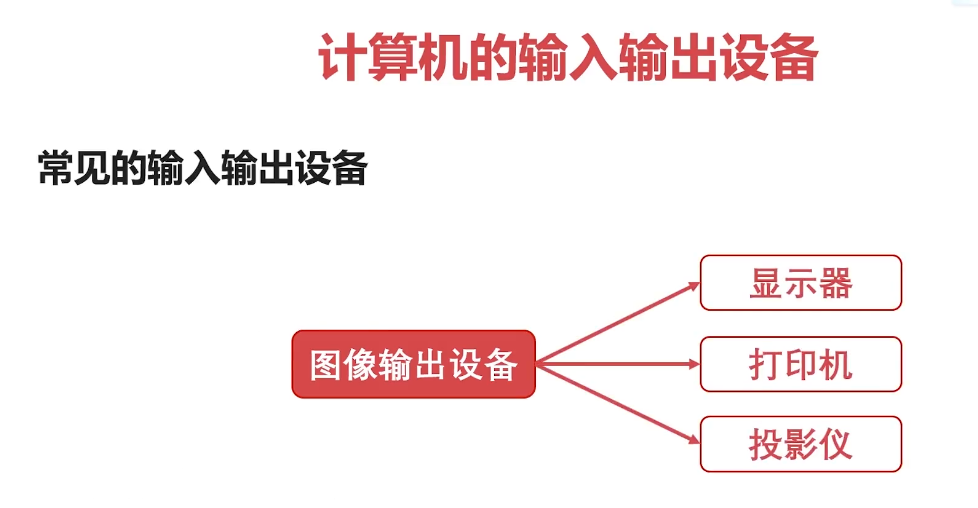 计算机的输入输出设备
常见的输入输出设备
显示器
图像输出设备
打印机
投影仪